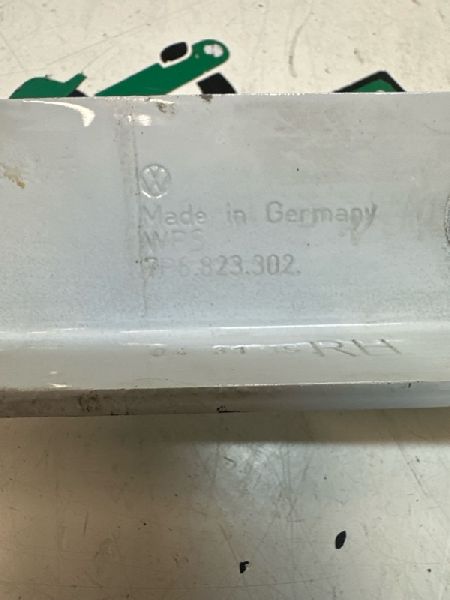 Made in Germany
WPS
7P6.823.302.
RH